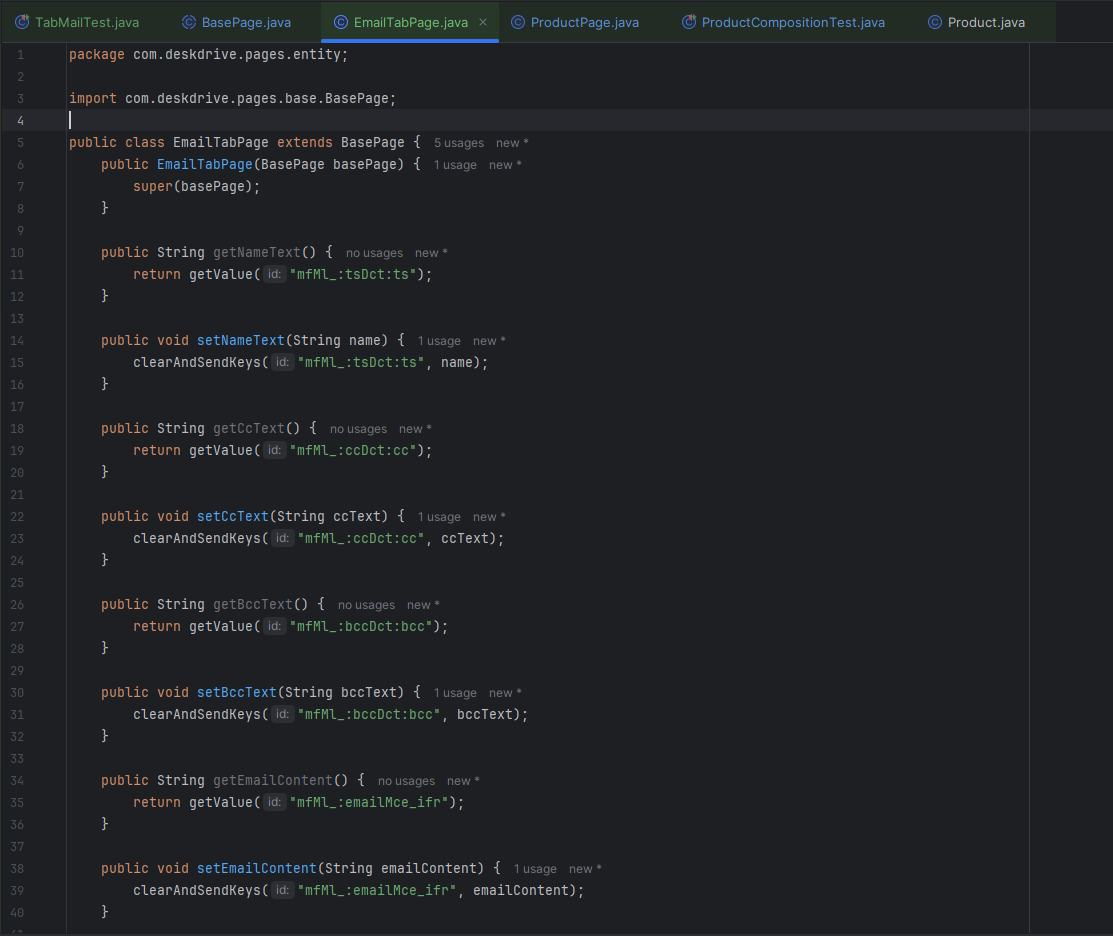 TabMailTest.java BasePage.java EmailTabPage.java ProductPage.java ProductCompositionTest.java Product.java
1 package com.deskdrive.pages.entity;
2
3 import com.deskdrive.pages.base.BasePage;
4
5 public class EmailTabPage extends BasePage { 5 usages new *
6 public EmailTabPage(BasePage basePage) { 1 usage new *
7 super(basePage);
8 }
9
10 public String getNameText() { no usages new *
11 return getValue( id: "mfMl_:tsDct:ts");
12 }
13
14 public void setNameText(String name) { 1 usage new *
15 clearAndSendKeys( id: "mfMl_:tsDct:ts", name);
16 }
17
18 public String getCcText() { no usages new *
19 return getValue( id: "mfMl_:ccDct:cc");
20 }
21
22 public void setCcText(String ccText) { 1 usage new *
23 clearAndSendKeys( id: "mfMl_:ccDct:cc", ccText);
24 }
25
26 public String getBccText() { no usages new *
27 return getValue( id: "mfMl_:bccDct:bcc");
28 }
29
30 public void setBccText(String bccText) { 1 usage new *
31 clearAndSendKeys( id: "mfMl_:bccDct:bcc", bccText);
32 }
33
34 public String getEmailContent() { no usages new *
35 return getValue( id: "mfMl_:emailMce_ifr");
36 }
37
38 public void setEmailContent(String emailContent) { 1 usage new *
39 clearAndSendKeys( id: "mfMl_:emailMce_ifr", emailContent);
40 }